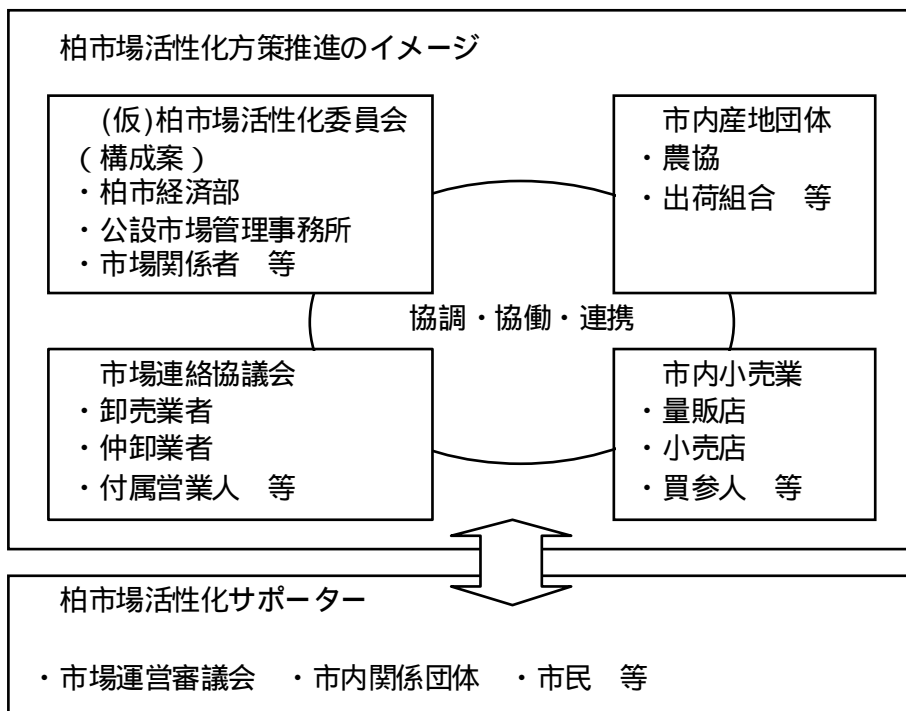 柏市場活性化方策推進のイメージ
(仮)柏市場活性化委員会
(構成案)
・柏市経済部
・公設市場管理事務所
・市場関係者 等
市内産地団体
・農協
・出荷組合 等
協調・協働・連携
市場連絡協議会
・卸売業者
・仲卸業者
・付属営業人 等
市内小売業
・量販店
・小売店
・買参人 等
柏市場活性化サポーター
・市場運営審議会 ・市内関係団体 ・市民 等